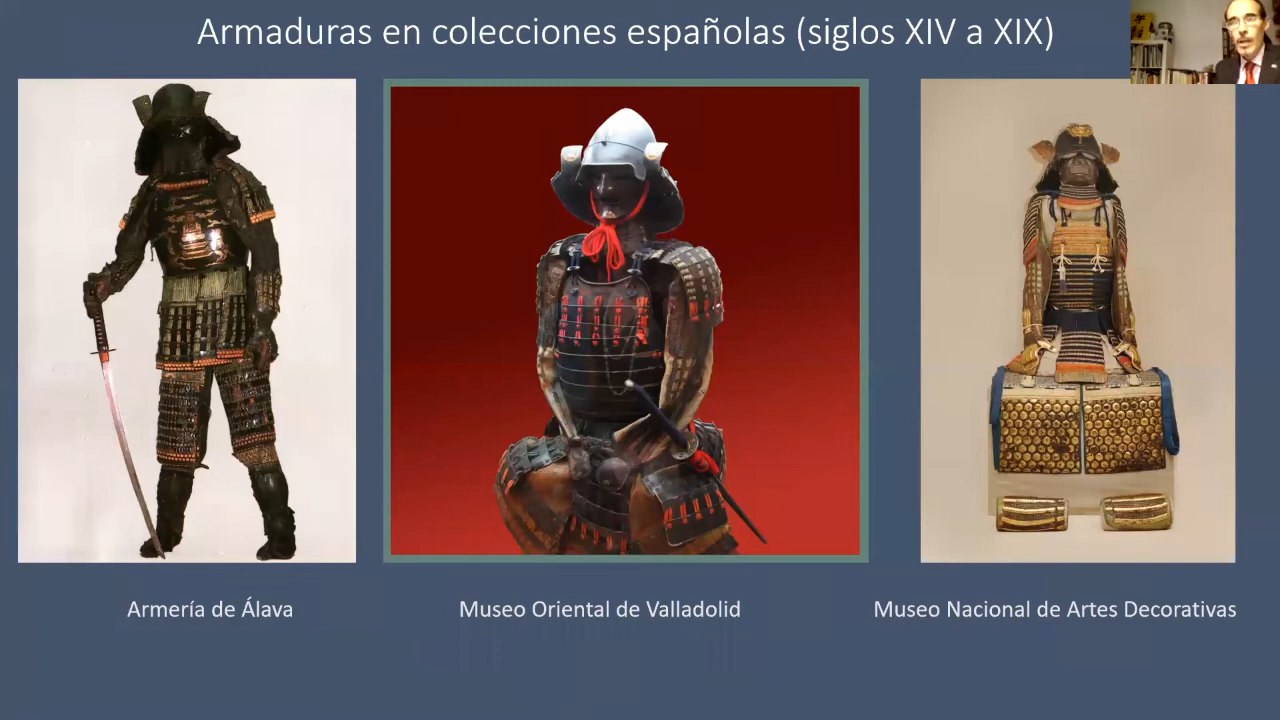 Armaduras en colecciones españolas (siglos XIV a XIX)
Armería de Álava
Museo Oriental de Valladolid
Museo Nacional de Artes Decorativas